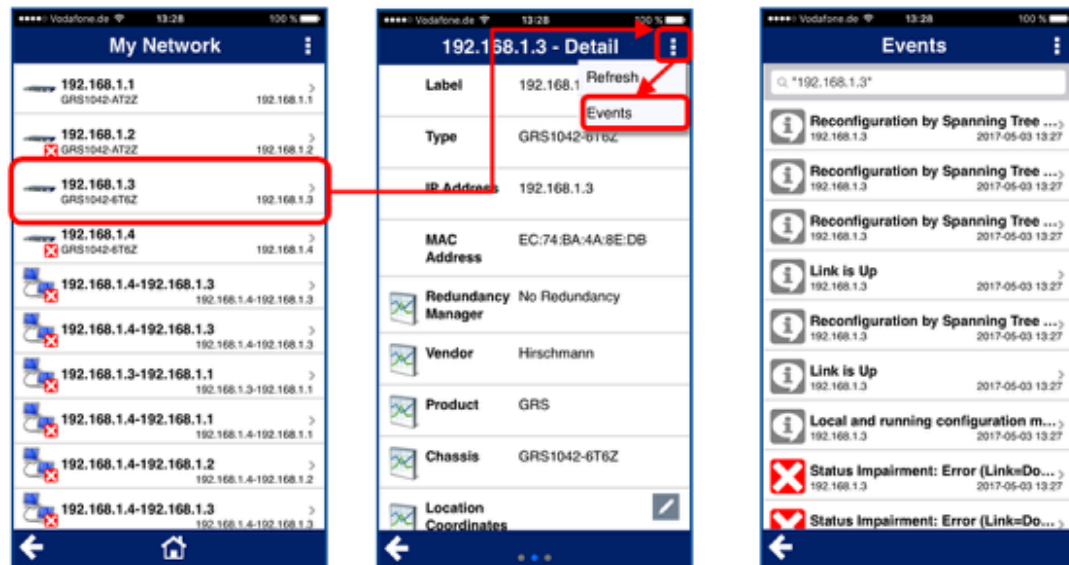 Vodafone.de 13:28 100 %
My Network
192.168.1.1
GRS1042-AT2Z 192.168.1.1
192.168.1.2
GRS1042-AT2Z 192.168.1.2
192.168.1.3
GRS1042-6T6Z 192.168.1.3
192.168.1.4
GRS1042-6T6Z 192.168.1.4
192.168.1.4-192.168.1.3
192.168.1.4-192.168.1.3
192.168.1.4-192.168.1.3
192.168.1.4-192.168.1.3
192.168.1.3-192.168.1.1
192.168.1.3-192.168.1.1
192.168.1.4-192.168.1.1
192.168.1.4-192.168.1.1
192.168.1.4-192.168.1.2
192.168.1.4-192.168.1.2
192.168.1.4-192.168.1.3
192.168.1.4-192.168.1.3
Vodafone.de 13:28 100 %
192.168.1.3 - Detail
Refresh
Events
Label 192.168.1
Type GRS1042-6T6Z
IP Address 192.168.1.3
MAC Address EC:74:BA:4A:8E:DB
Redundancy Manager No Redundancy
Vendor Hirschmann
Product GRS
Chassis GRS1042-6T6Z
Location
Coordinates
Vodafone.de 13:28 100 %
Events
"192.168.1.3"
Reconfiguration by Spanning Tree ...
192.168.1.3 2017-05-03 13:27
Reconfiguration by Spanning Tree ...
192.168.1.3 2017-05-03 13:27
Reconfiguration by Spanning Tree ...
192.168.1.3 2017-05-03 13:27
Link is Up
192.168.1.3 2017-05-03 13:27
Reconfiguration by Spanning Tree ...
192.168.1.3 2017-05-03 13:27
Link is Up
192.168.1.3 2017-05-03 13:27
Local and running configuration m...
192.168.1.3 2017-05-03 13:27
Status Impairment: Error (Link=Do...
192.168.1.3 2017-05-03 13:27
Status Impairment: Error (Link=Do...